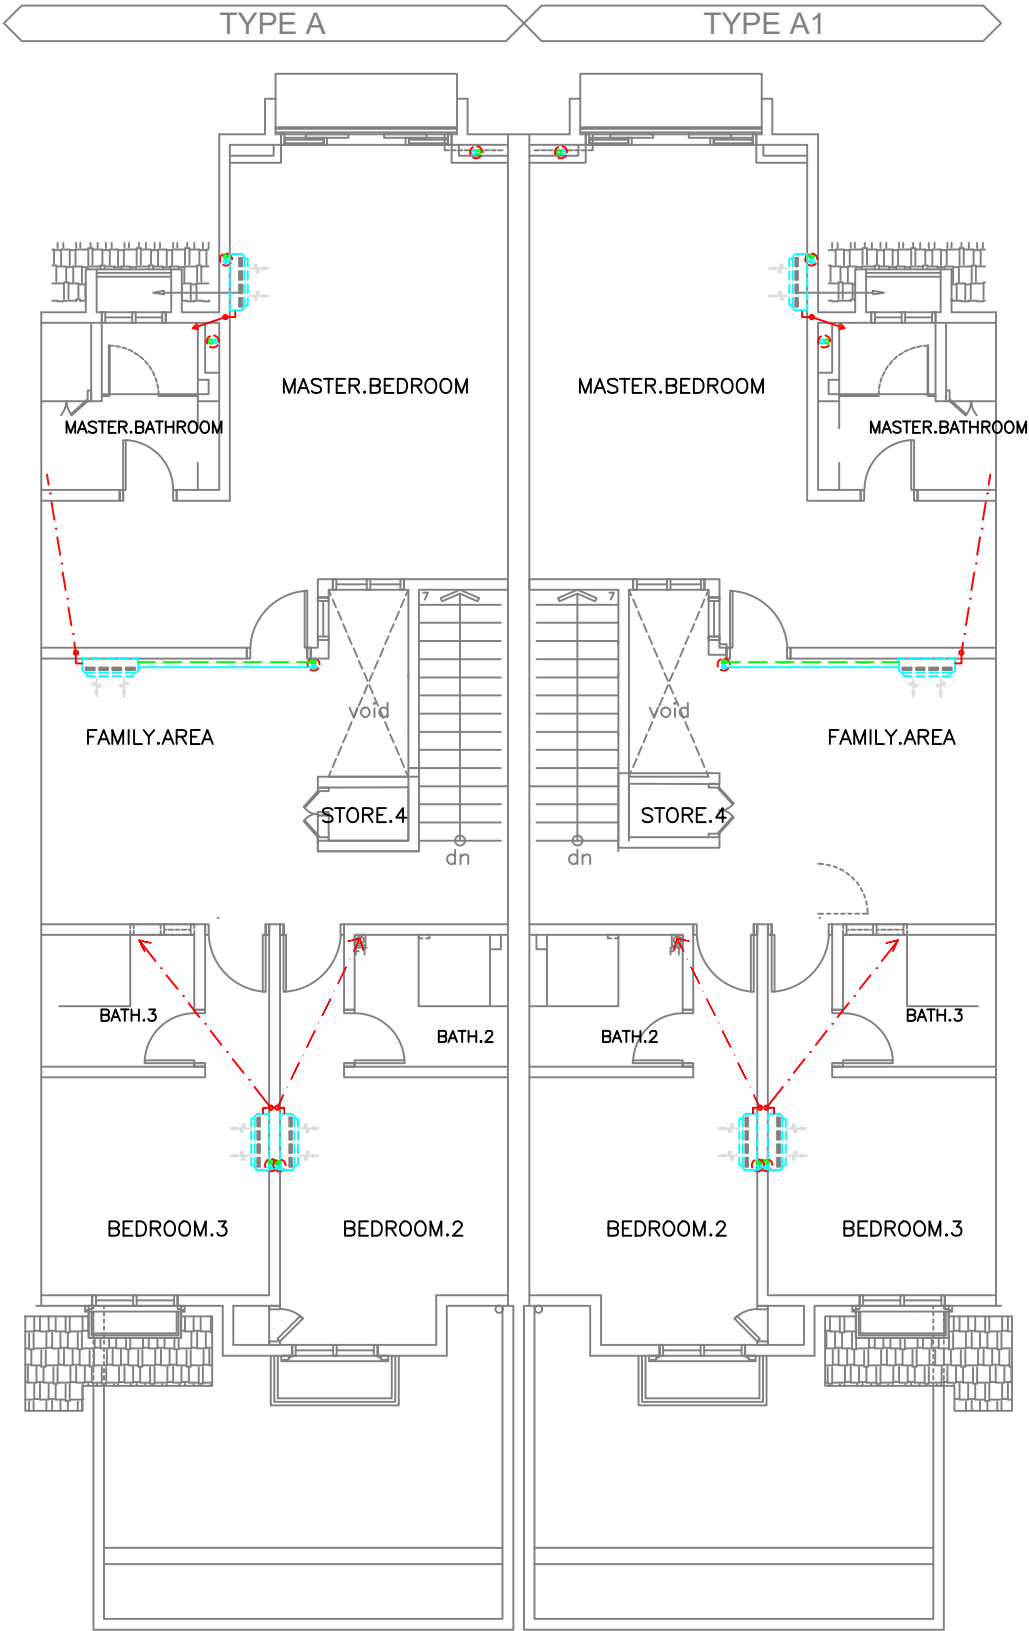 TYPE A
TYPE A1
MASTER.BEDROOM
MASTER.BEDROOM
MASTER.BATHROOM
MASTER.BATHROOM
7
7
void
void
FAMILY.AREA
FAMILY.AREA
STORE.4
STORE.4
dn
dn
BATH.3
BATH.2
BATH.2
BATH.3
BEDROOM.3
BEDROOM.2
BEDROOM.2
BEDROOM.3